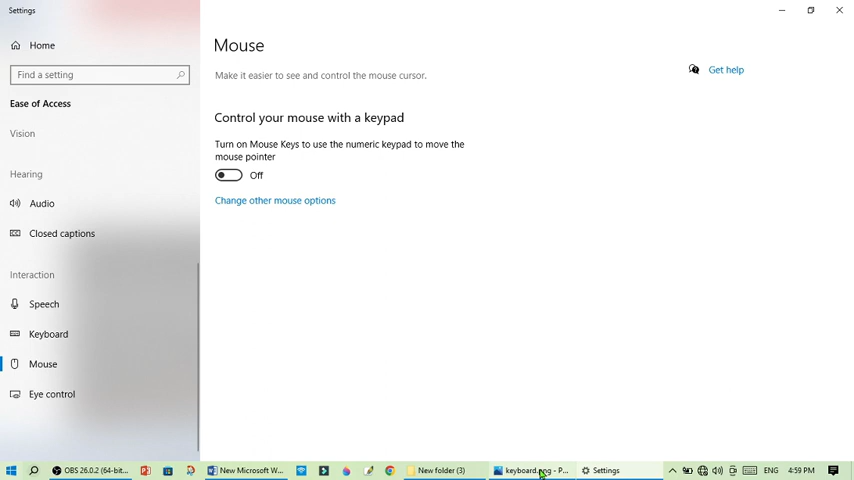 Settings
Home
Find a setting
Ease of Access
Vision
Hearing
Audio
Closed captions
Interaction
Speech
Keyboard
Mouse
Eye control
Mouse
Make it easier to see and control the mouse cursor.
Get help
Control your mouse with a keypad
Turn on Mouse Keys to use the numeric keypad to move the
mouse pointer
Off
Change other mouse options
OBS 26.0.2 (64-bit...
New Microsoft W...
New folder (3)
keyboard.png - P...
Settings
ENG
4:59 PM